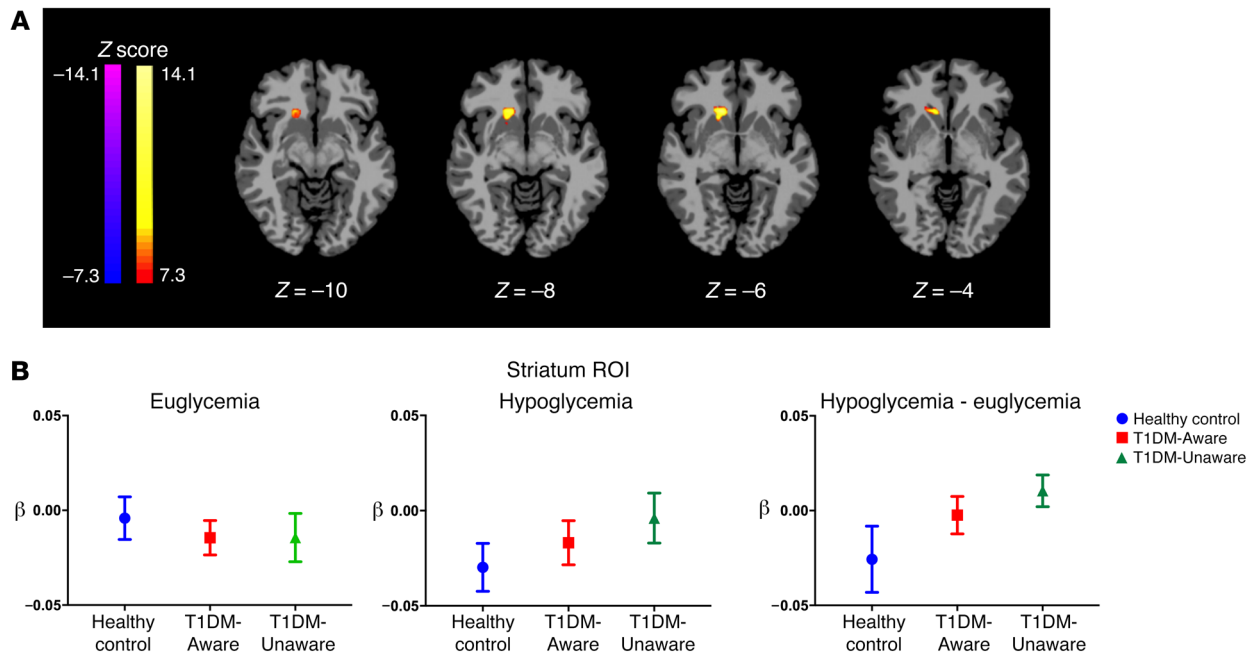 A
Z score
−14.1
14.1
−7.3
7.3
Z = −10
Z = −8
Z = −6
Z = −4
B
Striatum ROI
Euglycemia
0.05
0.00
−0.05
β
Healthy
control
T1DM-
Aware
T1DM-
Unaware
Hypoglycemia
0.05
0.00
−0.05
β
Healthy
control
T1DM-
Aware
T1DM-
Unaware
Hypoglycemia - euglycemia
0.05
0.00
−0.05
β
Healthy
control
T1DM-
Aware
T1DM-
Unaware
Healthy control
T1DM-Aware
T1DM-Unaware